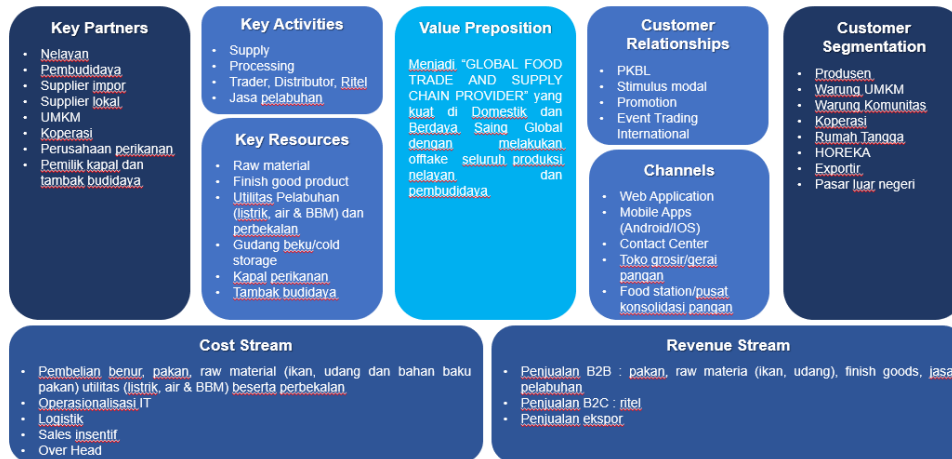 Key Partners
• Nelayan
• Pembudidaya
• Supplier impor
• Supplier lokal
• UMKM
• Koperasi
• Perusahaan perikanan
• Pemilik kapal dan
tambak budidaya
Key Activities
• Supply
• Processing
• Trader, Distributor, Ritel
• Jasa pelabuhan
Key Resources
• Raw material
• Finish good product
• Utilitas Pelabuhan
(listrik, air & BBM) dan
perbekalan
• Gudang beku/cold
storage
• Kapal perikanan
• Tambak budidaya
Value Preposition
Menjadi “GLOBAL FOOD
TRADE AND SUPPLY
CHAIN PROVIDER” yang
kuat di Domestik dan
Berdaya Saing Global
dengan melakukan
offtake seluruh produksi
nelayan dan
pembudidaya
Customer
Relationships
• PKBL
• Stimulus modal
• Promotion
• Event Trading
International
Channels
• Web Application
• Mobile Apps
(Android/IOS)
• Contact Center
• Toko grosir/gerai
pangan
• Food station/pusat
konsolidasi pangan
Customer
Segmentation
• Produsen
• Warung UMKM
• Warung Komunitas
• Koperasi
• Rumah Tangga
• HOREKA
• Exportir
• Pasar luar negeri
Cost Stream
• Pembelian benur, pakan, raw material (ikan, udang dan bahan baku
pakan) utilitas (listrik, air & BBM) beserta perbekalan
• Operasionalisasi IT
• Logistik
• Sales insentif
• Over Head
Revenue Stream
• Penjualan B2B : pakan, raw materia (ikan, udang), finish goods, jasa
pelabuhan
• Penjualan B2C : ritel
• Penjualan ekspor